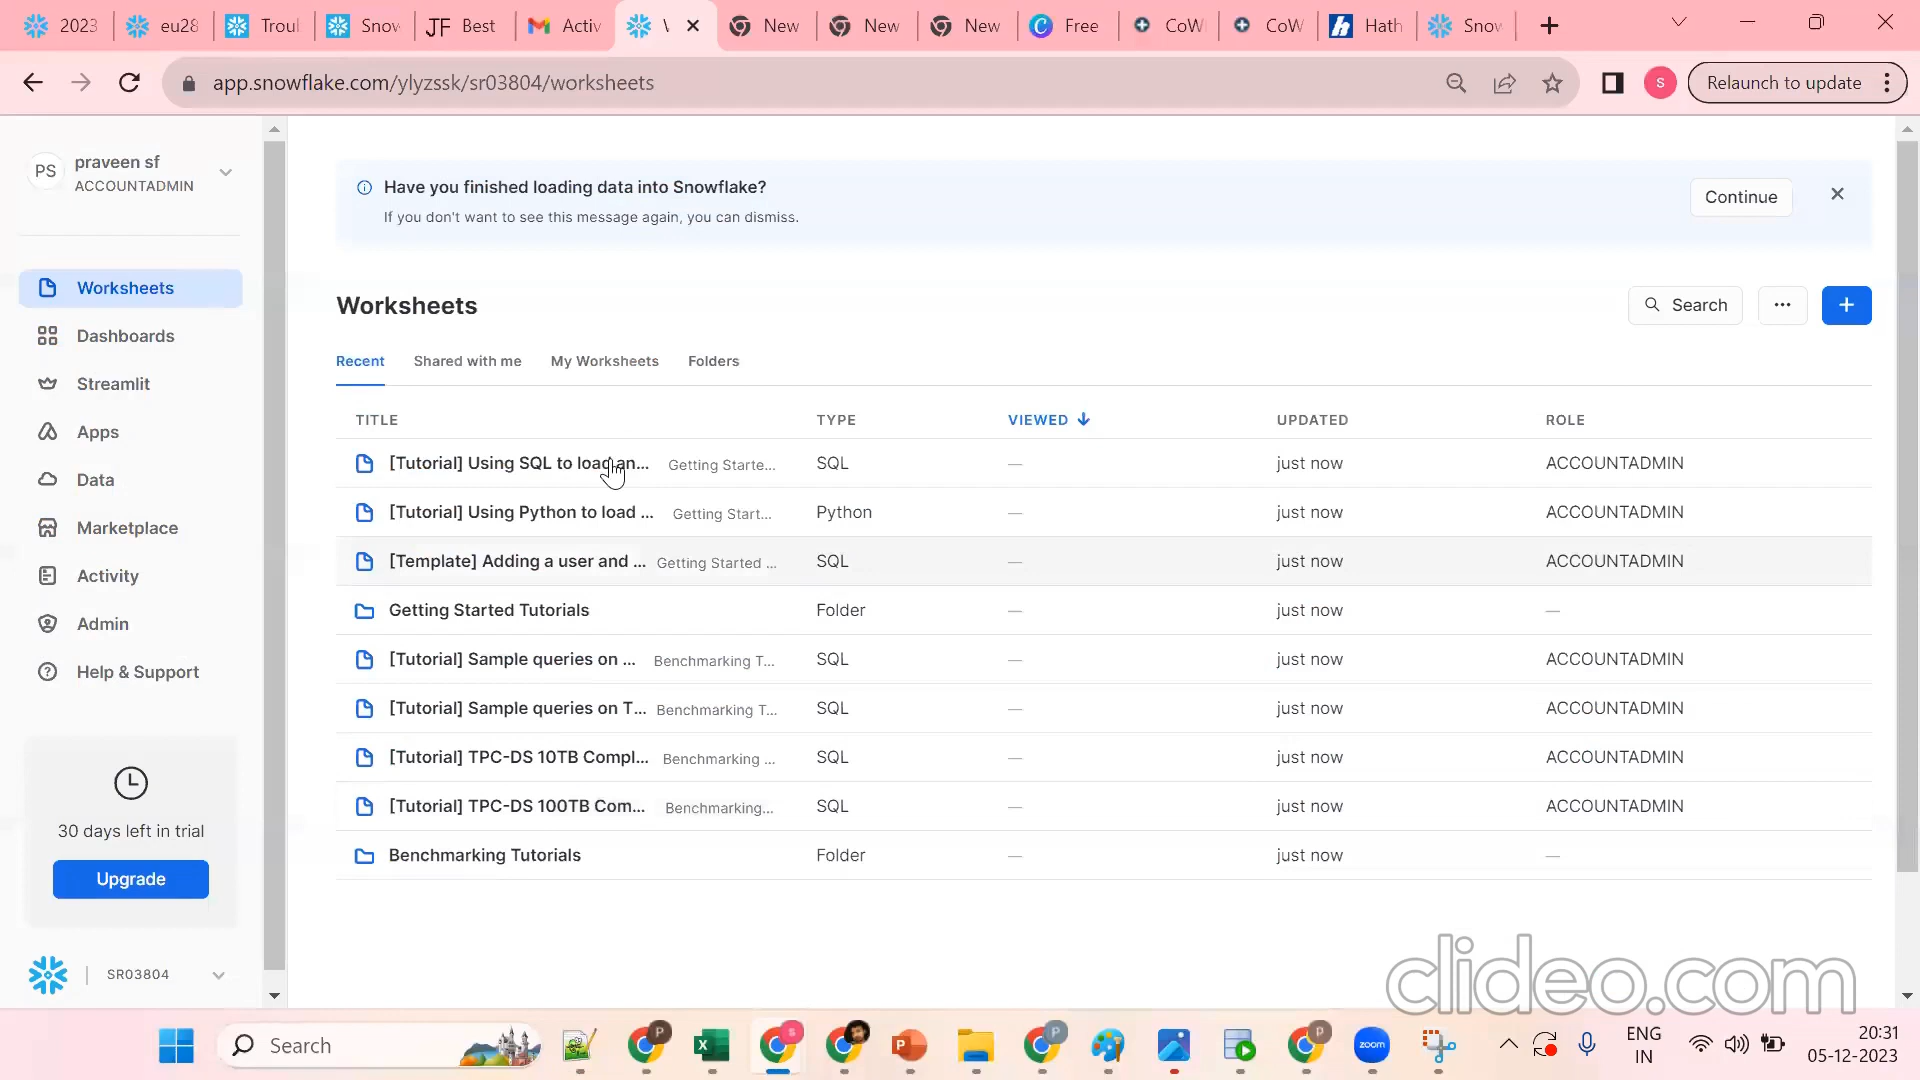 2023 eu28 Troul Snow JF Best Activ New New New Free CoWI CoW Hath Snow
app.snowflake.com/ylyzssk/sr03804/worksheets S Relaunch to update
PS praveen sf
ACCOUNTADMIN
Have you finished loading data into Snowflake?
If you don't want to see this message again, you can dismiss.
Continue
Worksheets
Dashboards
Streamlit
Apps
Data
Marketplace
Activity
Admin
Help & Support
30 days left in trial
Upgrade
SR03804
Worksheets
Search
Recent Shared with me My Worksheets Folders
TITLE TYPE VIEWED UPDATED ROLE
[Tutorial] Using SQL to load an... Getting Starte... SQL — just now ACCOUNTADMIN
[Tutorial] Using Python to load ... Getting Start... Python — just now ACCOUNTADMIN
[Template] Adding a user and ... Getting Started ... SQL — just now ACCOUNTADMIN
Getting Started Tutorials Folder — just now —
[Tutorial] Sample queries on ... Benchmarking T... SQL — just now ACCOUNTADMIN
[Tutorial] Sample queries on T... Benchmarking T... SQL — just now ACCOUNTADMIN
[Tutorial] TPC-DS 10TB Compl... Benchmarking ... SQL — just now ACCOUNTADMIN
[Tutorial] TPC-DS 100TB Com... Benchmarking... SQL — just now ACCOUNTADMIN
Benchmarking Tutorials Folder — just now —
clideo.com
Search
zoom
ENG
IN
20:31
05-12-2023